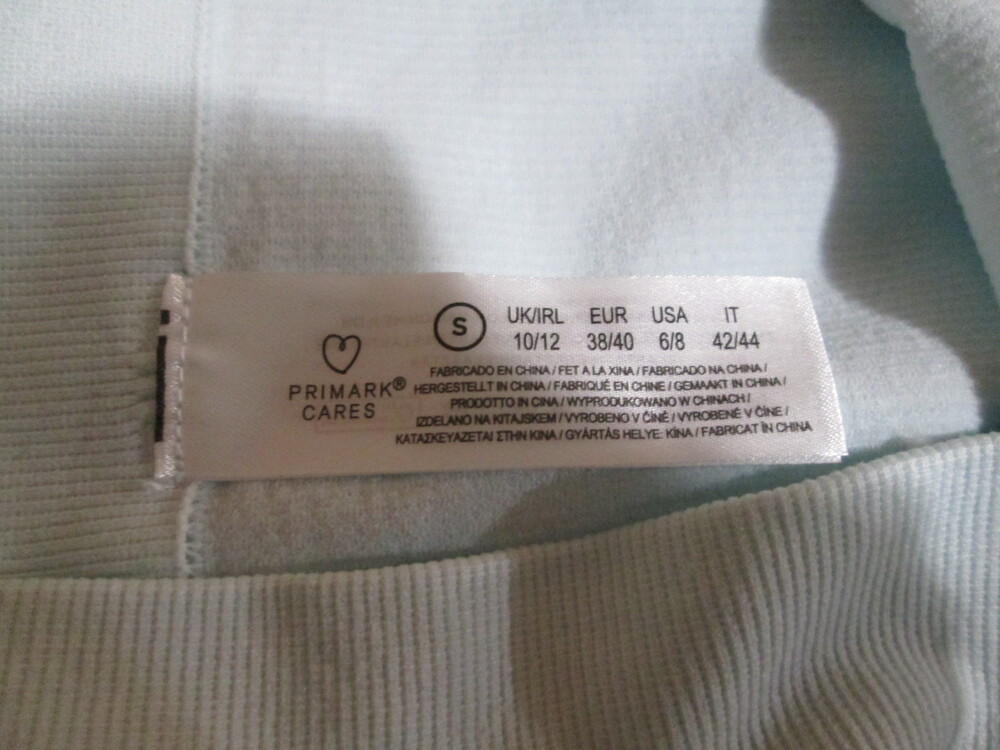 S
UK/IRL EUR USA IT
10/12 38/40 6/8 42/44
PRIMARK®
CARES
FABRICADO EN CHINA / FET A LA XINA / FABRICADO NA CHINA /
HERGESTELLT IN CHINA / FABRIQUÉ EN CHINE / GEMAAKT IN CHINA /
PRODOTTO IN CINA / WYPRODUKOWANO W CHINACH /
IZDELANO NA KITAJSKEM / VYROBENO V ČÍNĚ / VYROBENÉ V ČÍNE /
ΚΑΤΑΣΚΕΥΑΖΕΤΑΙ ΣΤΗΝ ΚΙΝΑ / GYÁRTÁS HELYE: KÍNA / FABRICAT ÎN CHINA